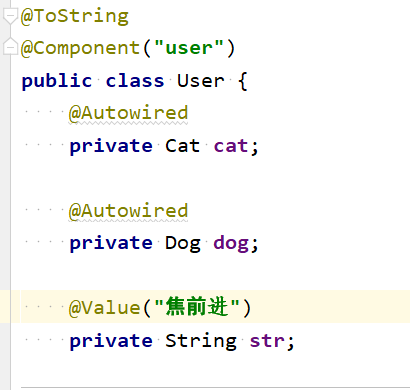 @ToString
@Component("user")
public class User {
@Autowired
private Cat cat;
@Autowired
private Dog dog;
@Value("焦前进")
private String str;